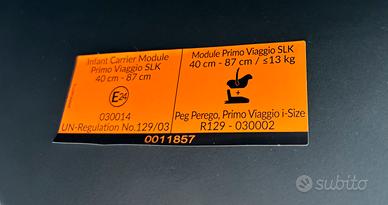 Infant Carrier Module
Primo Viaggio SLK
40 cm - 87 cm
E24
030014
UN-Regulation No.129/03
Module Primo Viaggio SLK
40 cm - 87 cm / ≤13 kg
Peg Perego, Primo Viaggio i-Size
R129 - 030002
0011857
subito